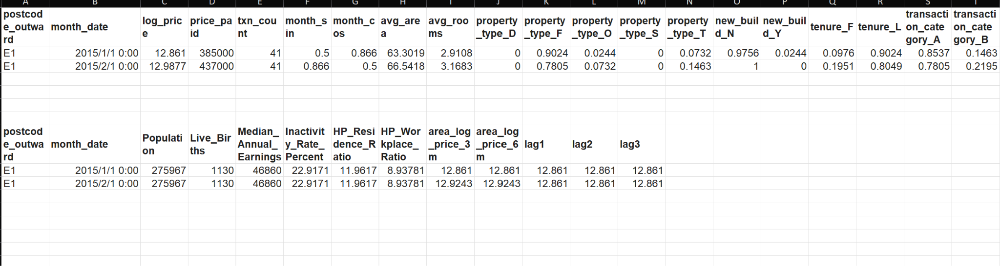 A B C D E F G H I J K L M N O P Q R S T
postcode_outward month_date log_price price_paid txn_count month_sin month_cos avg_area avg_rooms property_type_D property_type_F property_type_O property_type_S property_type_T new_build_N new_build_Y tenure_F tenure_L transaction_category_A transaction_category_B
E1 2015/1/1 0:00 12.861 385000 41 0.5 0.866 63.3019 2.9108 0 0.9024 0.0244 0 0.0732 0.9756 0.0244 0.0976 0.9024 0.8537 0.1463
E1 2015/2/1 0:00 12.9877 437000 41 0.866 0.5 66.5418 3.1683 0 0.7805 0.0732 0 0.1463 1 0 0.1951 0.8049 0.7805 0.2195
postcode_outward month_date Population Live_Births Median_Annual_Earnings Inactivity_Rate_Percent HP_Residence_Ratio HP_Workplace_Ratio area_log_price_3m area_log_price_6m lag1 lag2 lag3
E1 2015/1/1 0:00 275967 1130 46860 22.9171 11.9617 8.93781 12.861 12.861 12.861 12.861 12.861
E1 2015/2/1 0:00 275967 1130 46860 22.9171 11.9617 8.93781 12.9243 12.9243 12.861 12.861 12.861